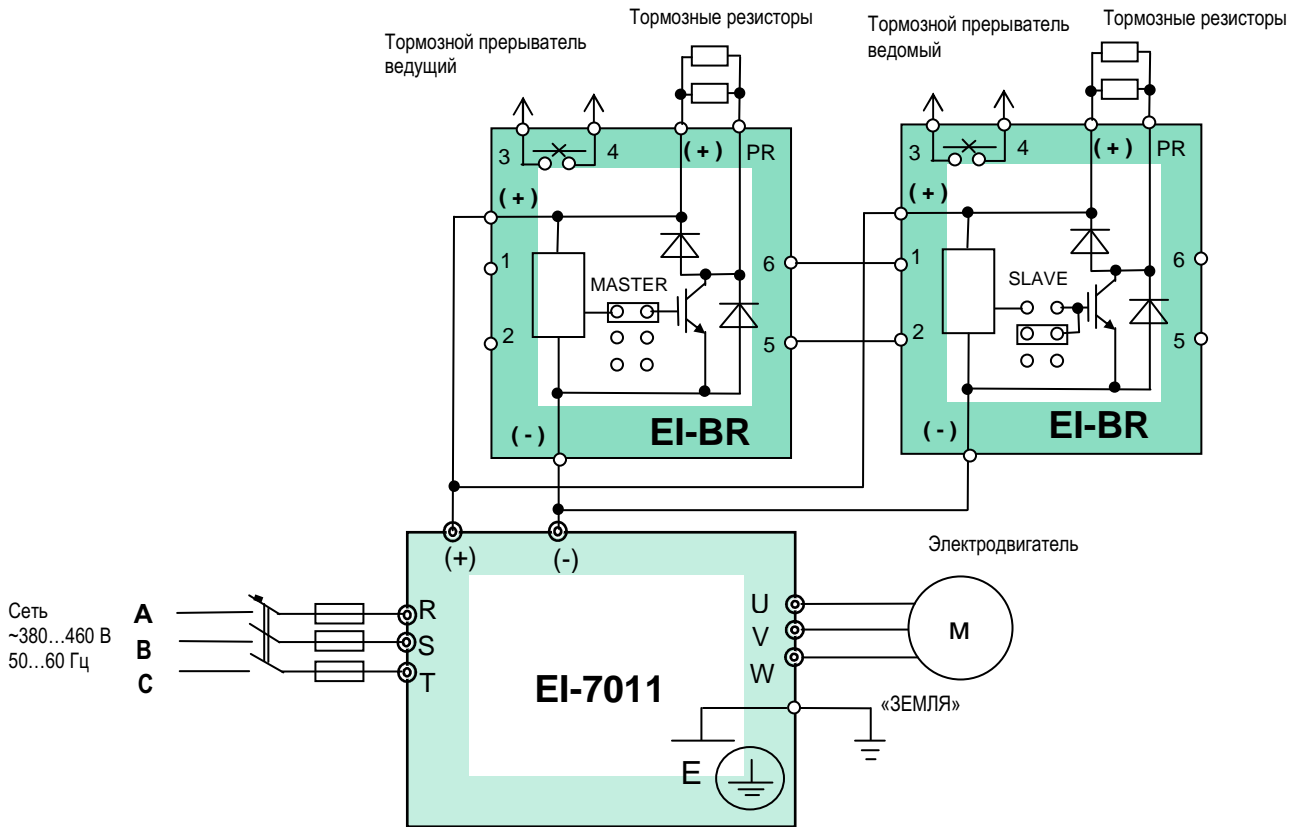 Тормозной прерыватель
ведущий
Тормозные резисторы
Тормозной прерыватель
ведомый
Тормозные резисторы
3
4
(+)
PR
(+)
1
2
MASTER
6
5
(-)
EI-BR
3
4
(+)
PR
(+)
1
2
SLAVE
6
5
(-)
EI-BR
(+)
(-)
Электродвигатель
Сеть
~380...460 В
50...60 Гц
A
B
C
R
S
T
EI-7011
U
V
W
М
«ЗЕМЛЯ»
E